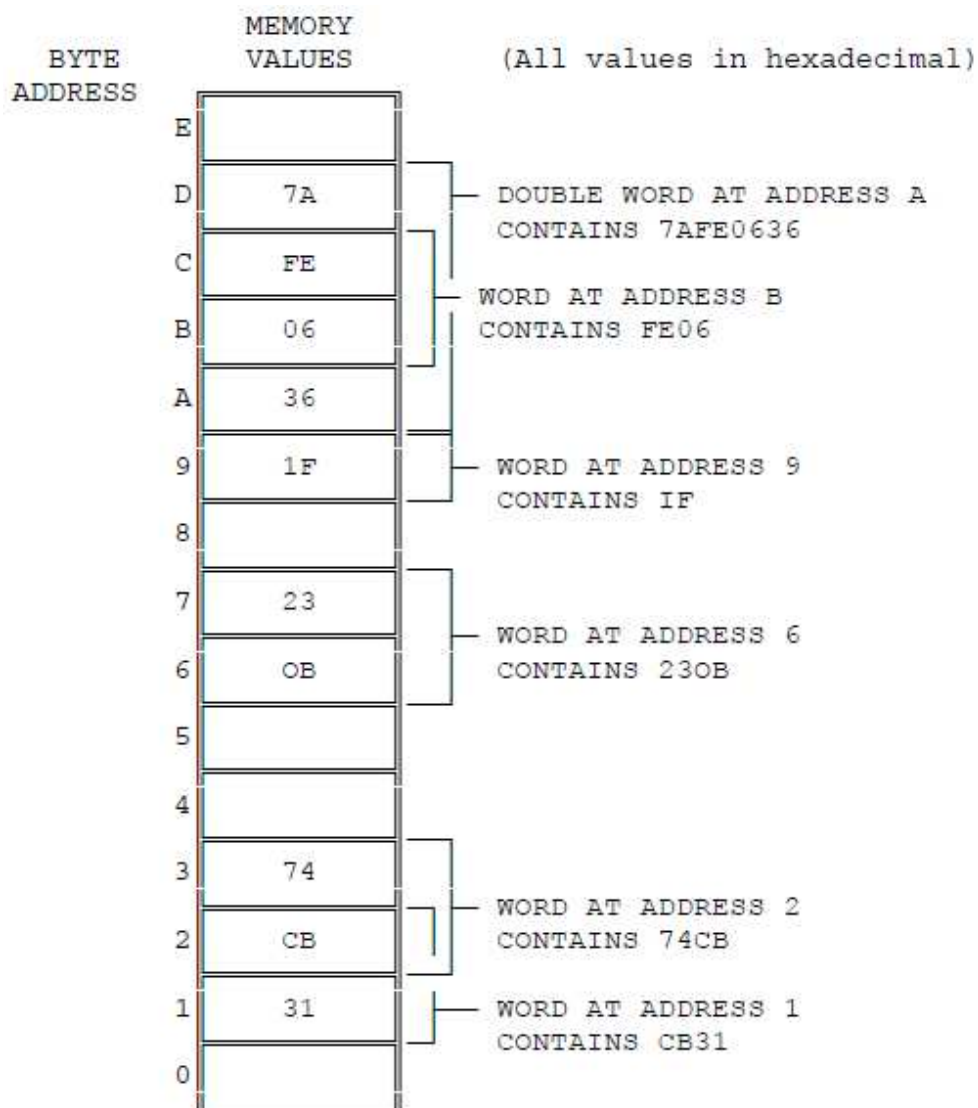 MEMORY
BYTE VALUES (All values in hexadecimal)
ADDRESS
E
D 7A DOUBLE WORD AT ADDRESS A
CONTAINS 7AFE0636
C FE
WORD AT ADDRESS B
B 06 CONTAINS FE06
A 36
9 1F WORD AT ADDRESS 9
CONTAINS IF
8
7 23
WORD AT ADDRESS 6
6 OB CONTAINS 23OB
5
4
3 74
WORD AT ADDRESS 2
2 CB CONTAINS 74CB
1 31 WORD AT ADDRESS 1
CONTAINS CB31
0